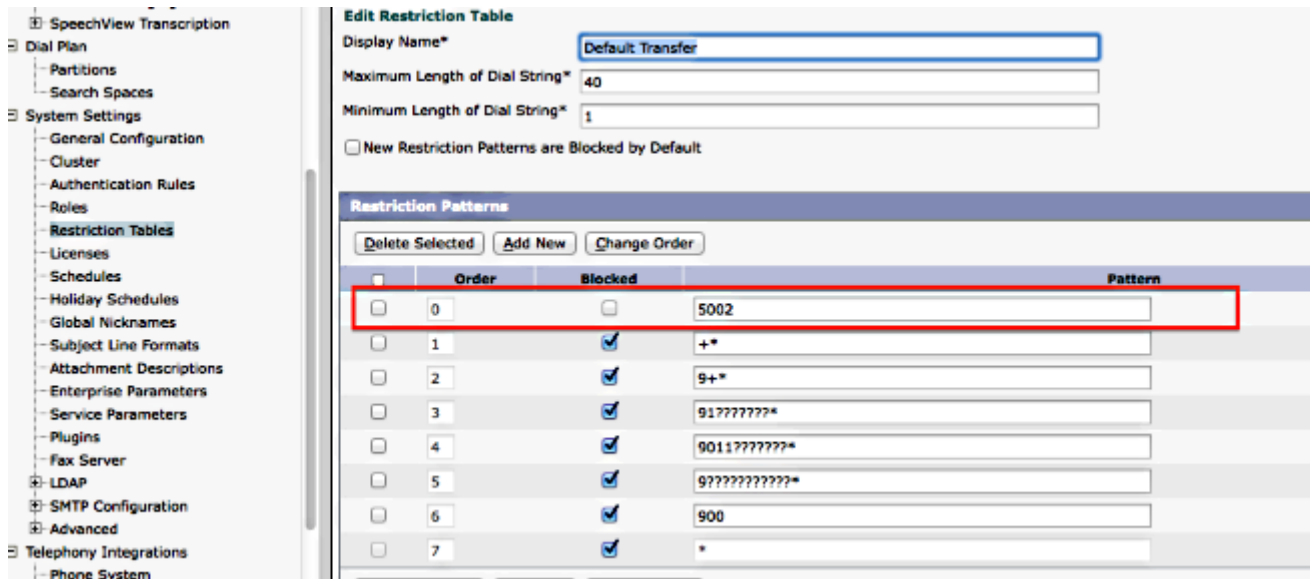 SpeechView Transcription
Dial Plan
Partitions
Search Spaces
System Settings
General Configuration
Cluster
Authentication Rules
Roles
Restriction Tables
Licenses
Schedules
Holiday Schedules
Global Nicknames
Subject Line Formats
Attachment Descriptions
Enterprise Parameters
Service Parameters
Plugins
Fax Server
LDAP
SMTP Configuration
Advanced
Telephony Integrations
Phone System
Edit Restriction Table
Display Name* Default Transfer
Maximum Length of Dial String* 40
Minimum Length of Dial String* 1
New Restriction Patterns are Blocked by Default
Restriction Patterns
Delete Selected Add New Change Order
Order Blocked Pattern
0 5002
1 +*
2 9+*
3 91???????*
4 9011???????*
5 9???????????*
6 900
7 *